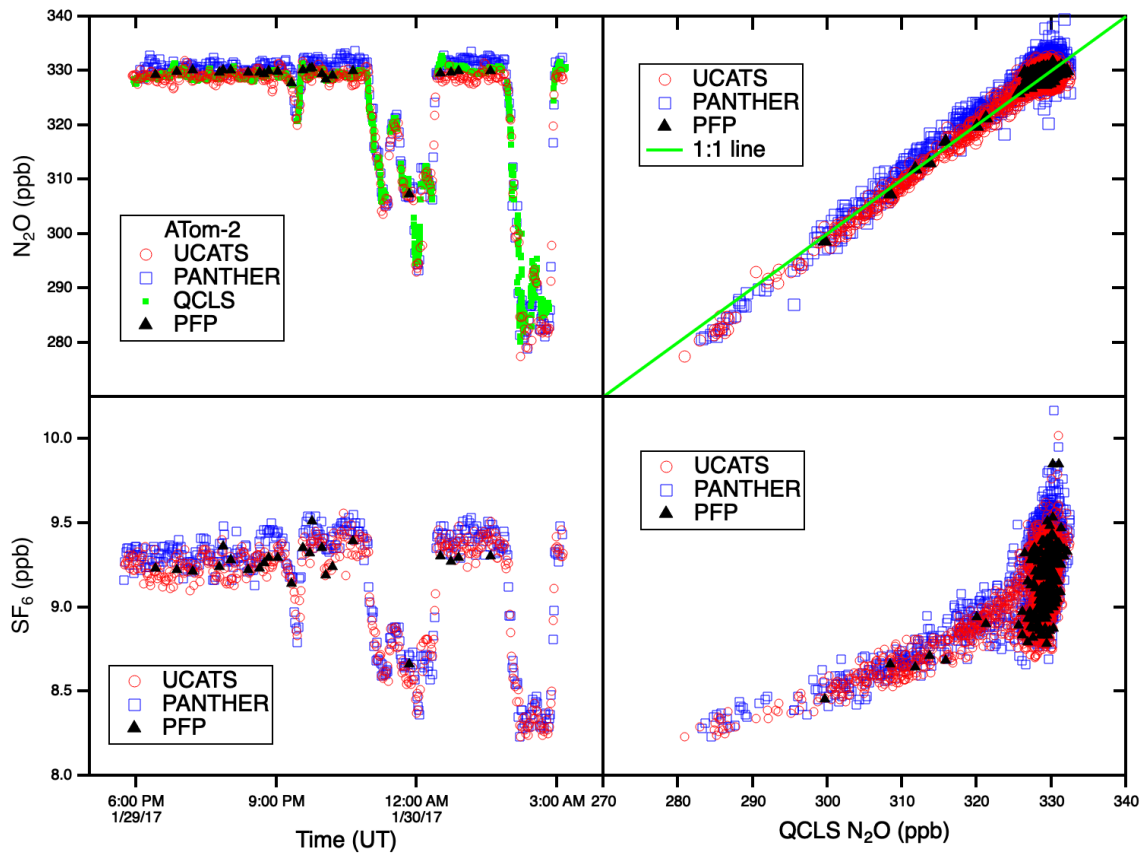 340
330
320
310
300
290
280
N₂O (ppb)
ATom-2
UCATS
PANTHER
QCLS
PFP
UCATS
PANTHER
PFP
1:1 line
10.0
9.5
9.0
8.5
8.0
SF₆ (ppb)
UCATS
PANTHER
PFP
UCATS
PANTHER
PFP
6:00 PM 9:00 PM 12:00 AM 3:00 AM
1/29/17 1/30/17
Time (UT)
270 280 290 300 310 320 330 340
QCLS N₂O (ppb)